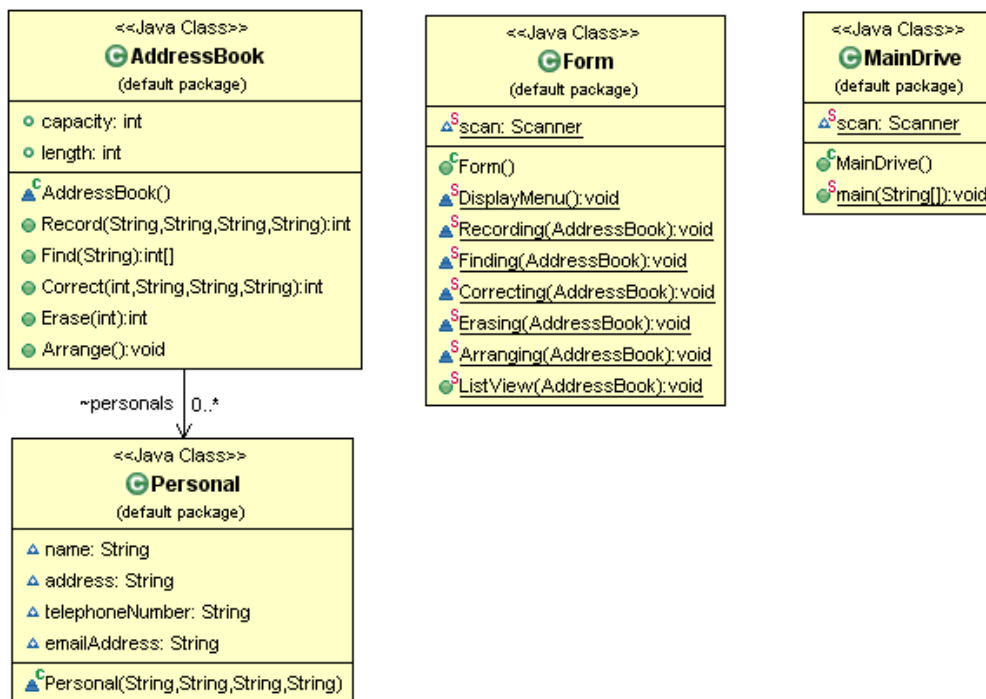 <<Java Class>>
AddressBook
(default package)
capacity: int
length: int
AddressBook()
Record(String,String,String,String):int
Find(String):int[]
Correct(int,String,String,String):int
Erase(int):int
Arrange():void
~personals 0..*
<<Java Class>>
Personal
(default package)
name: String
address: String
telephoneNumber: String
emailAddress: String
Personal(String,String,String,String)
<<Java Class>>
Form
(default package)
scan: Scanner
Form()
DisplayMenu():void
Recording(AddressBook):void
Finding(AddressBook):void
Correcting(AddressBook):void
Erasing(AddressBook):void
Arranging(AddressBook):void
ListView(AddressBook):void
<<Java Class>>
MainDrive
(default package)
scan: Scanner
MainDrive()
main(String[]):void